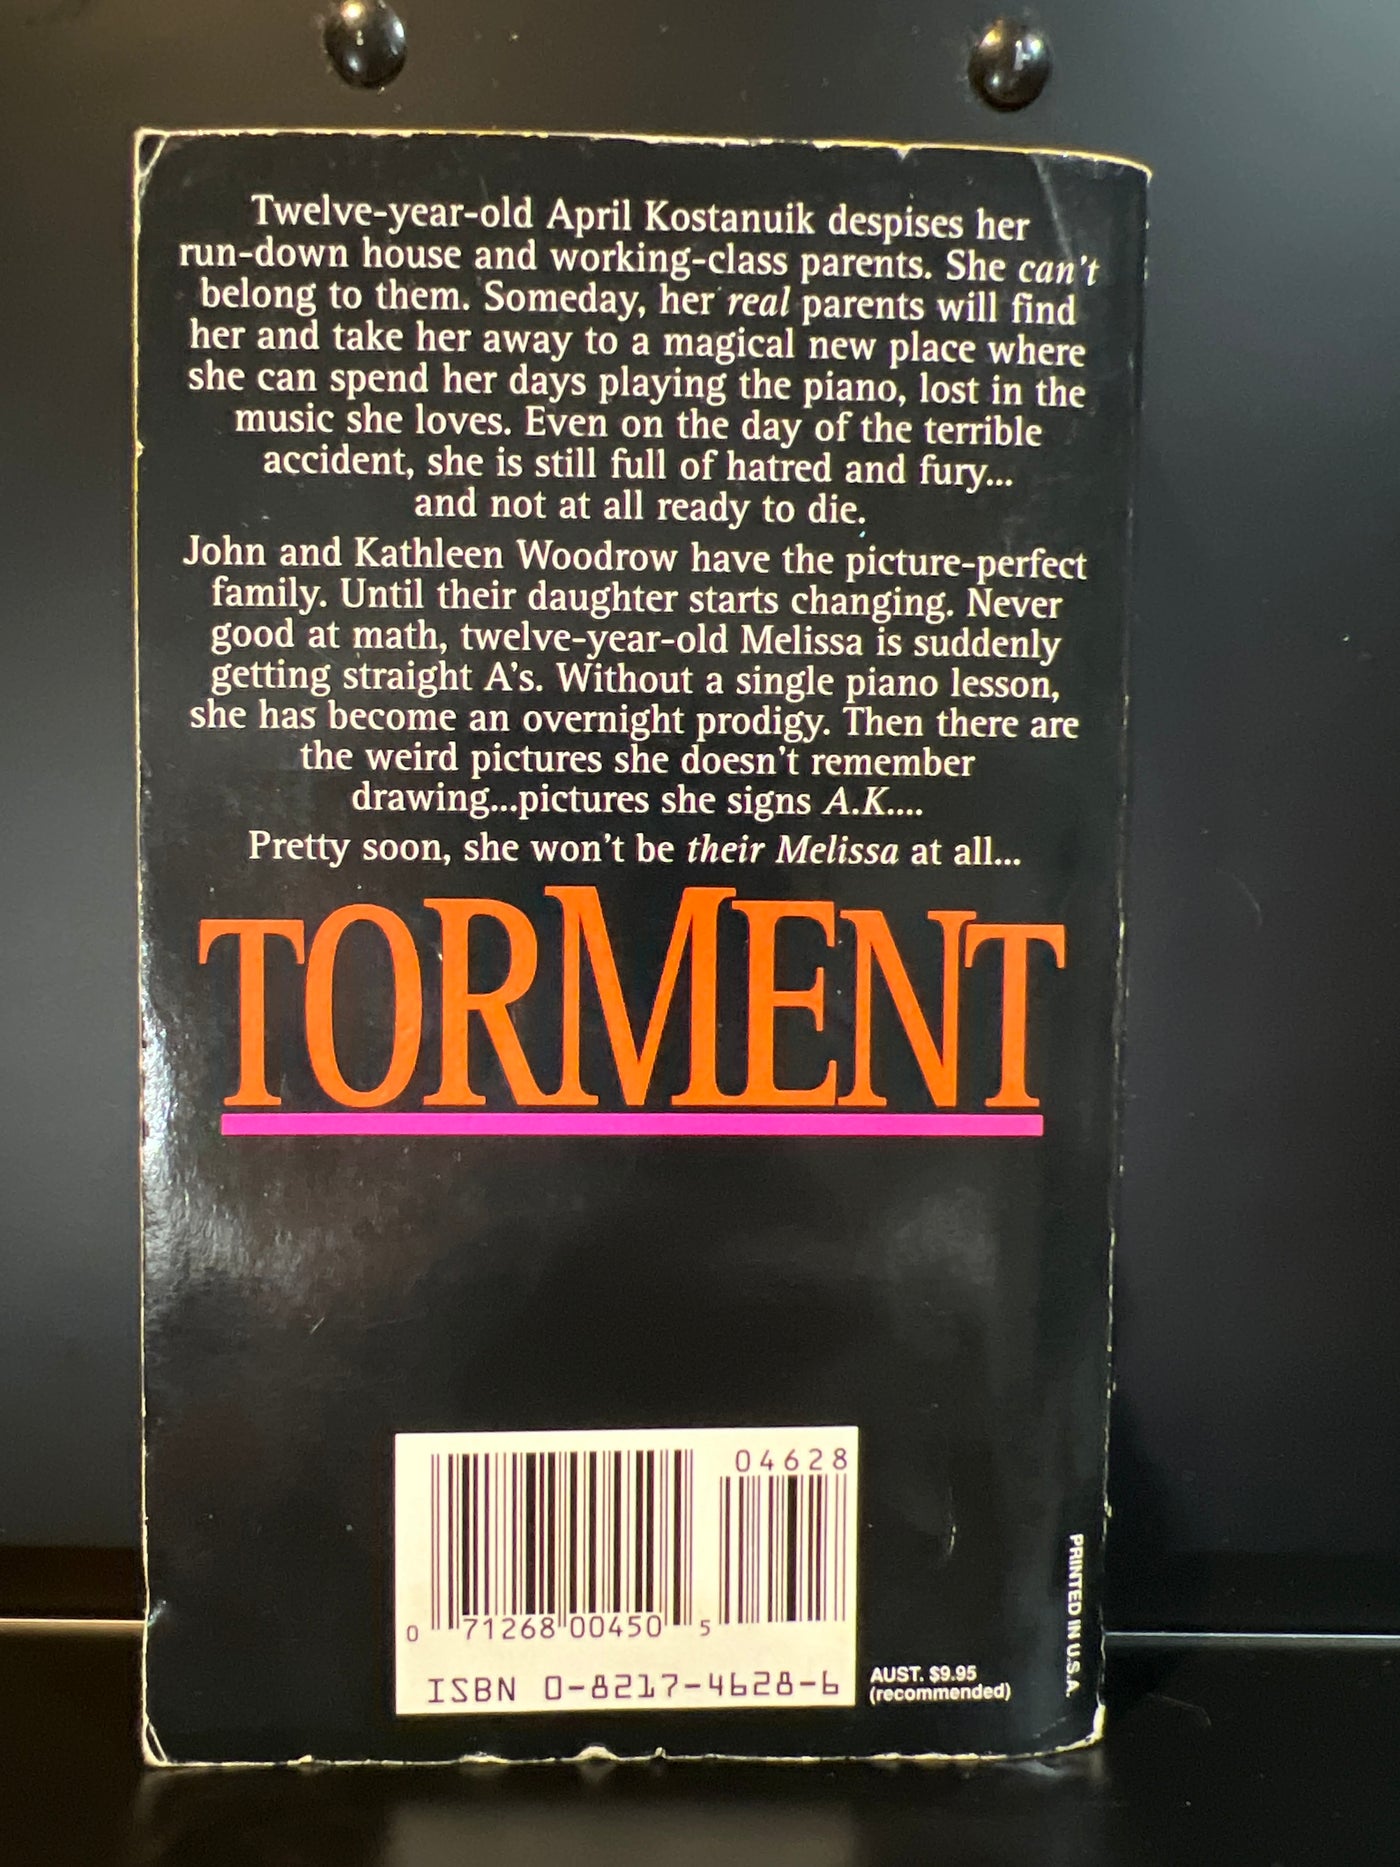 Twelve-year-old April Kostanuik despises her
run-down house and working-class parents. She can't
belong to them. Someday, her real parents will find
her and take her away to a magical new place where
she can spend her days playing the piano, lost in the
music she loves. Even on the day of the terrible
accident, she is still full of hatred and fury...
and not at all ready to die.
John and Kathleen Woodrow have the picture-perfect
family. Until their daughter starts changing. Never
good at math, twelve-year-old Melissa is suddenly
getting straight A's. Without a single piano lesson,
she has become an overnight prodigy. Then there are
the weird pictures she doesn't remember
drawing...pictures she signs A.K....
Pretty soon, she won't be their Melissa at all...
TORMENT
04628
0 71268 00450 5
ISBN 0-8217-4628-6
AUST. $9.95
(recommended)
PRINTED IN U.S.A.